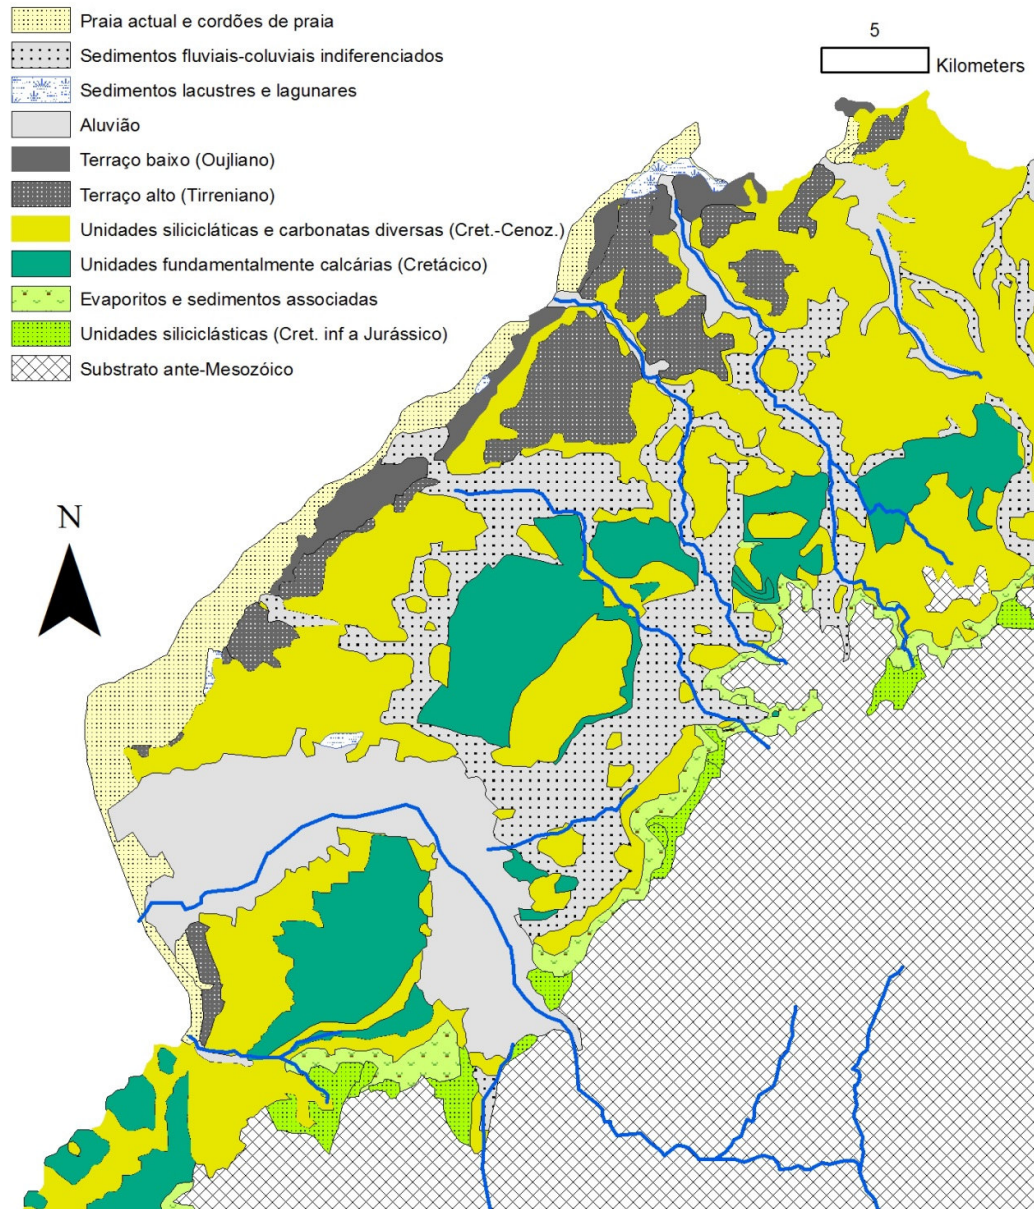 Praia actual e cordões de praia
Sedimentos fluviais-coluviais indiferenciados
Sedimentos lacustres e lagunares
Aluvião
Terraço baixo (Oujliano)
Terraço alto (Tirreniano)
Unidades silicicláticas e carbonatas diversas (Cret.-Cenoz.)
Unidades fundamentalmente calcárias (Cretácico)
Evaporitos e sedimentos associadas
Unidades siliciclásticas (Cret. inf a Jurássico)
Substrato ante-Mesozóico
5
Kilometers
N